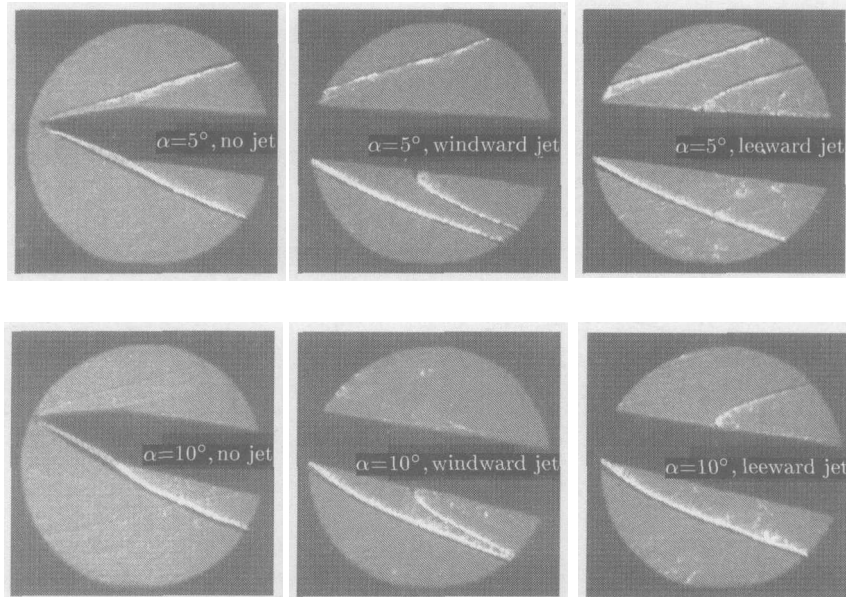 α=5°, no jet
α=5°, windward jet
α=5°, leeward jet
α=10°, no jet
α=10°, windward jet
α=10°, leeward jet